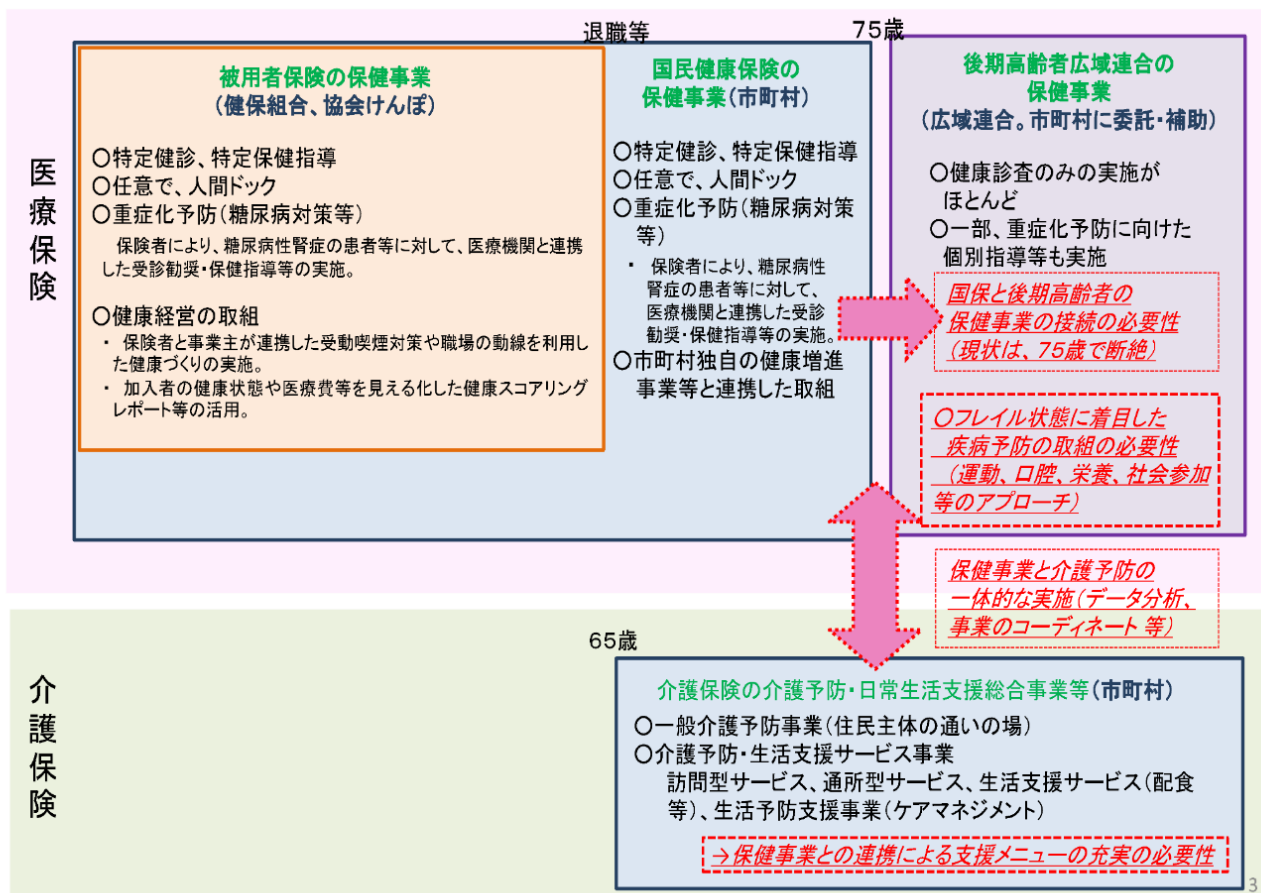 退職等
75歳
医療保険
被用者保険の保健事業
(健保組合、協会けんぽ)
○特定健診、特定保健指導
○任意で、人間ドック
○重症化予防(糖尿病対策等)
保険者により、糖尿病性腎症の患者等に対して、医療機関と連携
した受診勧奨・保健指導等の実施。
○健康経営の取組
・ 保険者と事業主が連携した受動喫煙対策や職場の動線を利用し
た健康づくりの実施。
・ 加入者の健康状態や医療費等を見える化した健康スコアリング
レポート等の活用。
国民健康保険の
保健事業(市町村)
○特定健診、特定保健指導
○任意で、人間ドック
○重症化予防(糖尿病対策
等)
・ 保険者により、糖尿病性
腎症の患者等に対して、
医療機関と連携した受診
勧奨・保健指導等の実施。
○市町村独自の健康増進
事業等と連携した取組
後期高齢者広域連合の
保健事業
(広域連合。市町村に委託・補助)
○健康診査のみの実施が
ほとんど
○一部、重症化予防に向けた
個別指導等も実施
国保と後期高齢者の
保健事業の接続の必要性
(現状は、75歳で断絶)
○フレイル状態に着目した
疾病予防の取組の必要性
(運動、口腔、栄養、社会参加
等のアプローチ)
保健事業と介護予防の
一体的な実施(データ分析、
事業のコーディネート 等)
介護保険
65歳
介護保険の介護予防・日常生活支援総合事業等(市町村)
○一般介護予防事業(住民主体の通いの場)
○介護予防・生活支援サービス事業
訪問型サービス、通所型サービス、生活支援サービス(配食
等)、生活予防支援事業(ケアマネジメント)
→保健事業との連携による支援メニューの充実の必要性
3